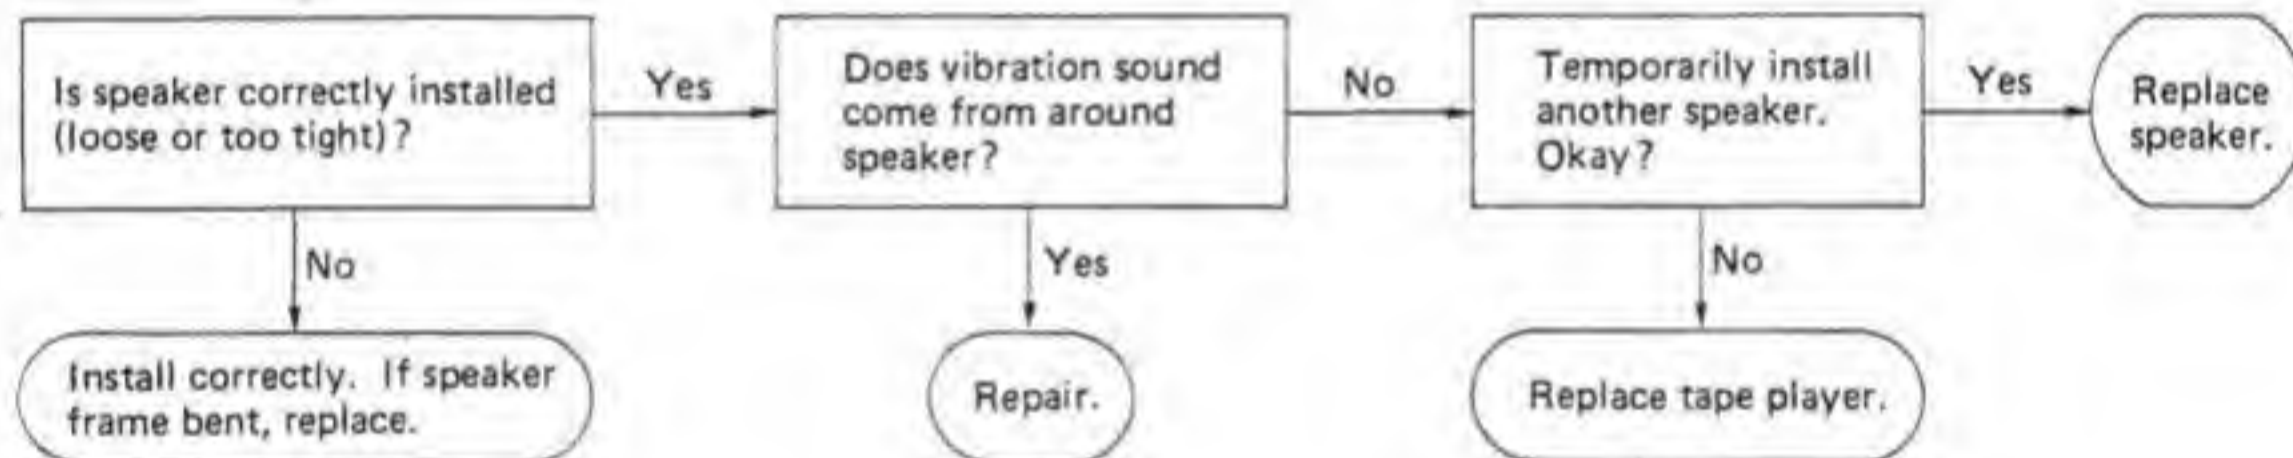 Is speaker correctly installed
(loose or too tight)?
Yes
Does vibration sound
come from around
speaker?
No
Temporarily install
another speaker.
Okay?
Yes
Replace
speaker.
No
Install correctly. If speaker
frame bent, replace.
Yes
Repair.
No
Replace tape player.